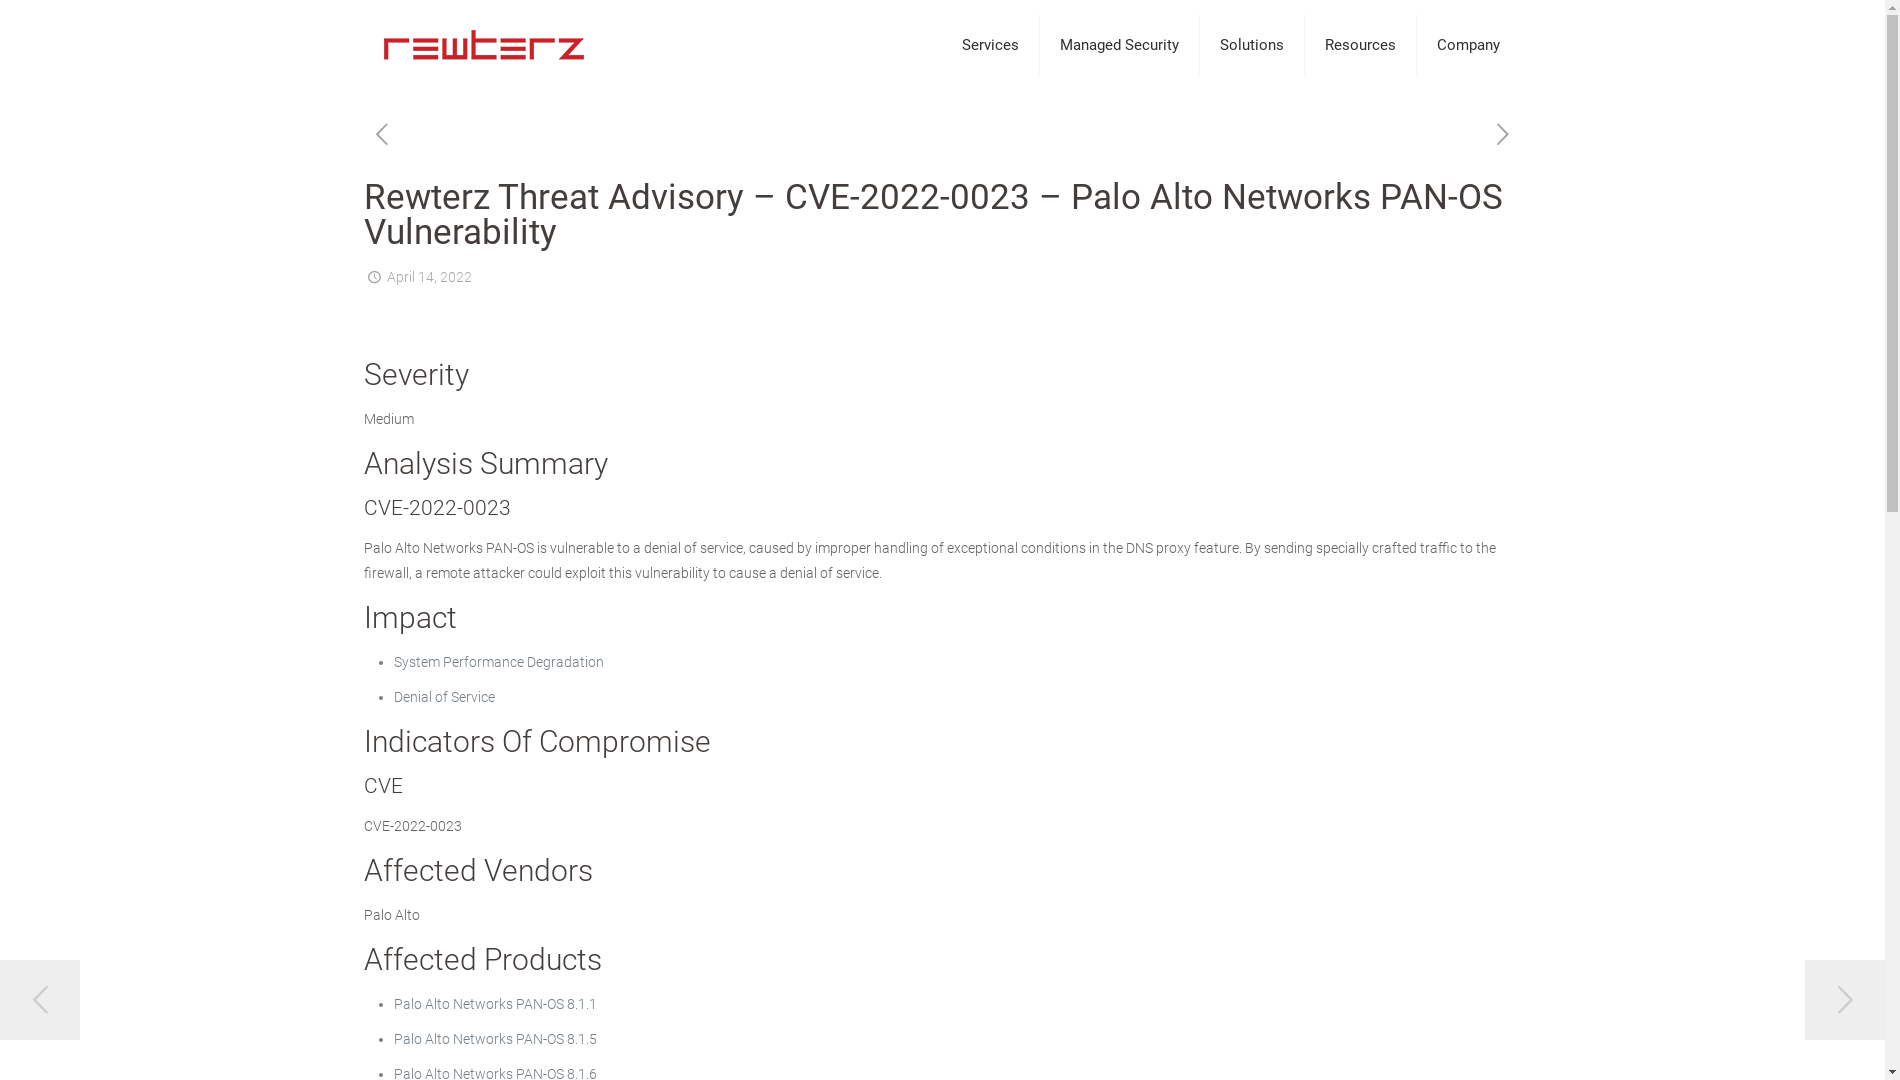 rewterz
Services
Managed Security
Solutions
Resources
Company
Rewterz Threat Advisory – CVE-2022-0023 – Palo Alto Networks PAN-OS
Vulnerability
April 14, 2022
Severity
Medium
Analysis Summary
CVE-2022-0023
Palo Alto Networks PAN-OS is vulnerable to a denial of service, caused by improper handling of exceptional conditions in the DNS proxy feature. By sending specially crafted traffic to the
firewall, a remote attacker could exploit this vulnerability to cause a denial of service.
Impact
System Performance Degradation
Denial of Service
Indicators Of Compromise
CVE
CVE-2022-0023
Affected Vendors
Palo Alto
Affected Products
Palo Alto Networks PAN-OS 8.1.1
Palo Alto Networks PAN-OS 8.1.5
Palo Alto Networks PAN-OS 8.1.6